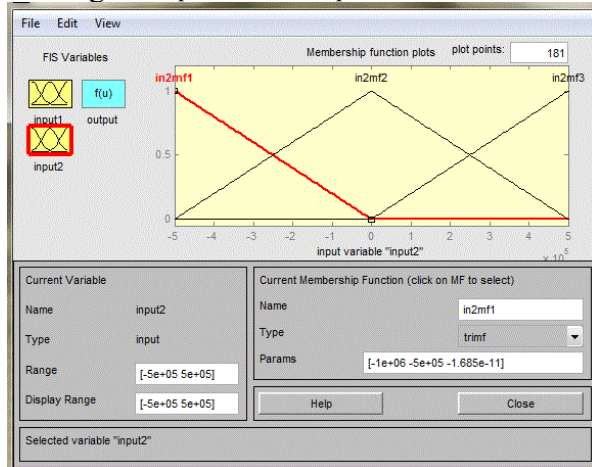 File Edit View
FIS Variables
Membership function plots plot points: 181
f(u)
input1 output
input2
in2mf1 in2mf2 in2mf3
1
0.5
0
-5 -4 -3 -2 -1 0 1 2 3 4 5
input variable "input2"
x 10^5
Current Variable
Name input2
Type input
Range [-5e+05 5e+05]
Display Range [-5e+05 5e+05]
Current Membership Function (click on MF to select)
Name in2mf1
Type trimf
Params [-1e+06 -5e+05 -1.685e-11]
Help Close
Selected variable "input2"